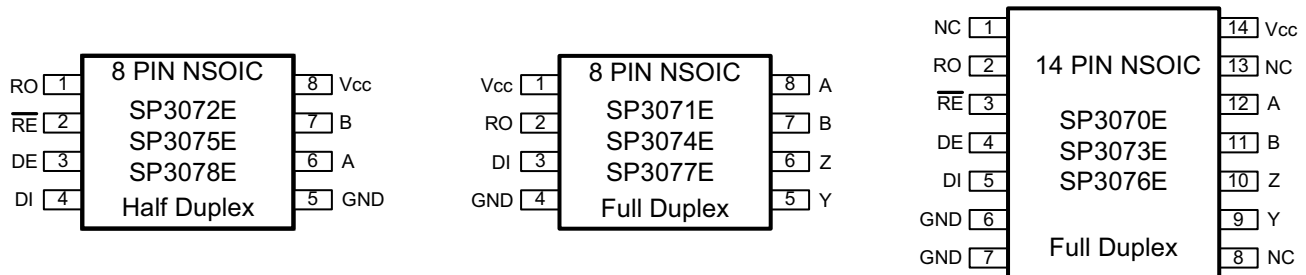 8 PIN NSOIC
RO 1
RE 2
DE 3
DI 4
SP3072E
SP3075E
SP3078E
Half Duplex
8 Vcc
7 B
6 A
5 GND
8 PIN NSOIC
Vcc 1
RO 2
DI 3
GND 4
SP3071E
SP3074E
SP3077E
Full Duplex
8 A
7 B
6 Z
5 Y
NC 1
RO 2
RE 3
DE 4
DI 5
GND 6
GND 7
14 PIN NSOIC
SP3070E
SP3073E
SP3076E
Full Duplex
14 Vcc
13 NC
12 A
11 B
10 Z
9 Y
8 NC